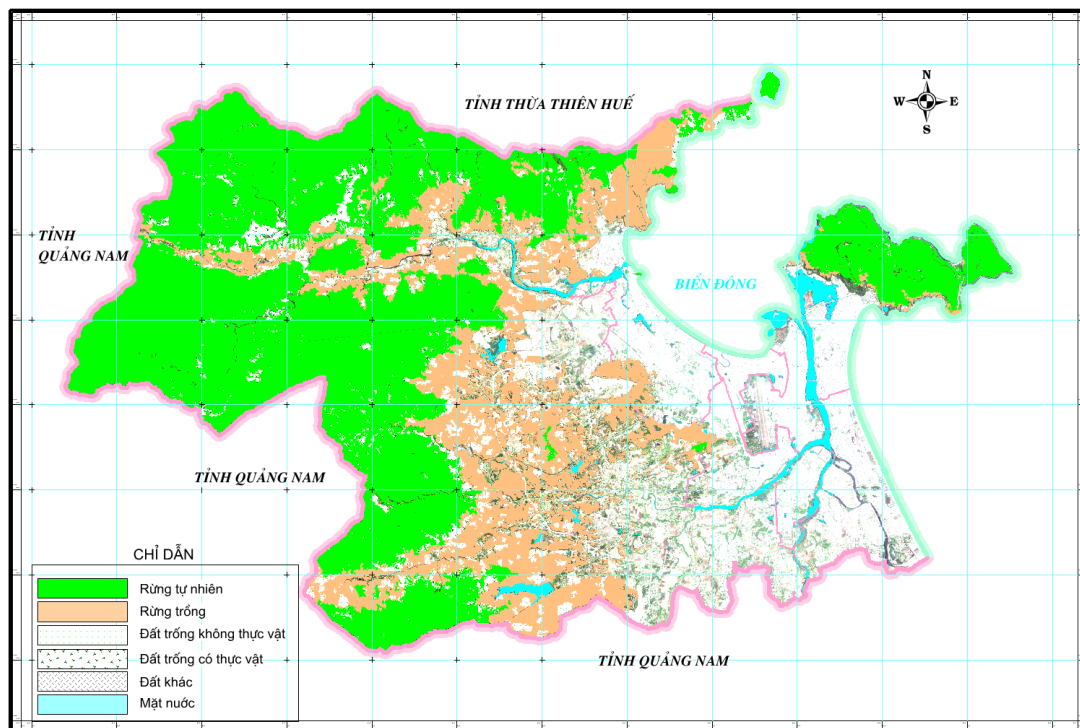 TỈNH THỪA THIÊN HUẾ
N
W E
S
TỈNH
QUẢNG NAM
BIỂN ĐÔNG
TỈNH QUẢNG NAM
CHỈ DẪN
Rừng tự nhiên
Rừng trồng
Đất trống không thực vật
Đất trống có thực vật
Đất khác
Mặt nước
TỈNH QUẢNG NAM